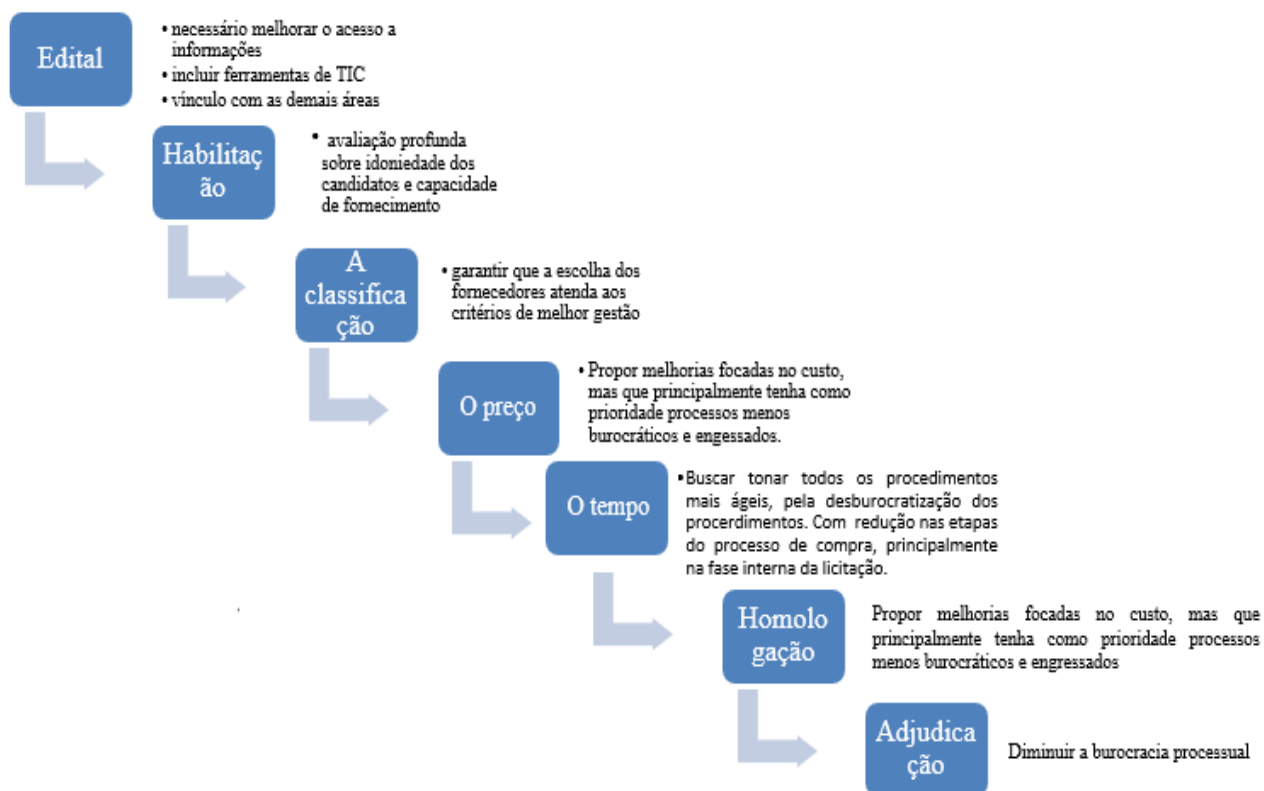 Edital
• necessário melhorar o acesso a
informações
• incluir ferramentas de TIC
• vínculo com as demais áreas
Habilitaç
ão
• avaliação profunda
sobre idoniedade dos
candidatos e capacidade
de fornecimento
A
classifica
ção
• garantir que a escolha dos
fornecedores atenda aos
critérios de melhor gestão
O preço
• Propor melhorias focadas no custo,
mas que principalmente tenha como
prioridade processos menos
burocráticos e engessados.
O tempo
•Buscar tonar todos os procedimentos
mais ágeis, pela desburocratização dos
procerdimentos. Com redução nas etapas
do processo de compra, principalmente
na fase interna da licitação.
Homolo
gação
Propor melhorias focadas no custo, mas que
principalmente tenha como prioridade processos
menos burocráticos e engressados
Adjudica
ção
Diminuir a burocracia processual